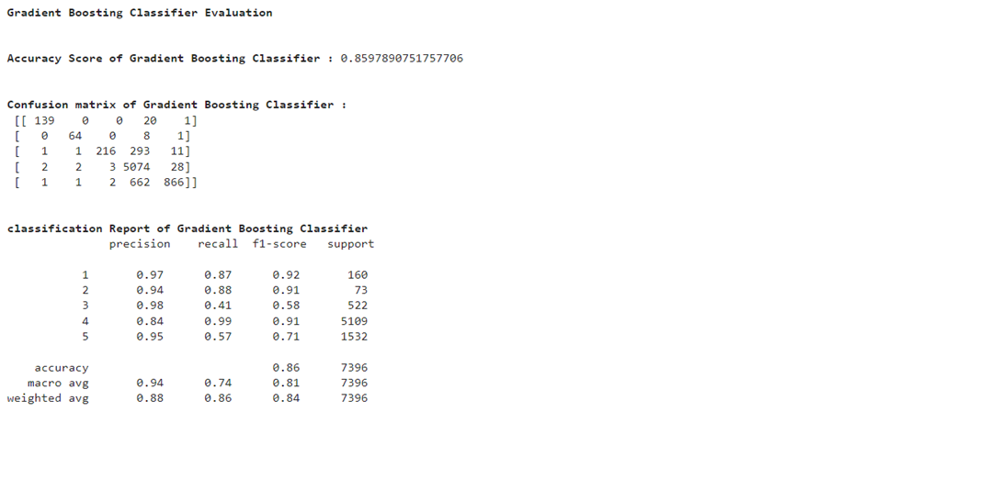 Gradient Boosting Classifier Evaluation
Accuracy Score of Gradient Boosting Classifier : 0.8597890751757706
Confusion matrix of Gradient Boosting Classifier :
[[ 139 0 0 20 1]
[ 0 64 0 8 1]
[ 1 1 216 293 11]
[ 2 2 3 5074 28]
[ 1 1 2 662 866]]
classification Report of Gradient Boosting Classifier
precision recall f1-score support
1 0.97 0.87 0.92 160
2 0.94 0.88 0.91 73
3 0.98 0.41 0.58 522
4 0.84 0.99 0.91 5109
5 0.95 0.57 0.71 1532
accuracy 0.86 7396
macro avg 0.94 0.74 0.81 7396
weighted avg 0.88 0.86 0.84 7396